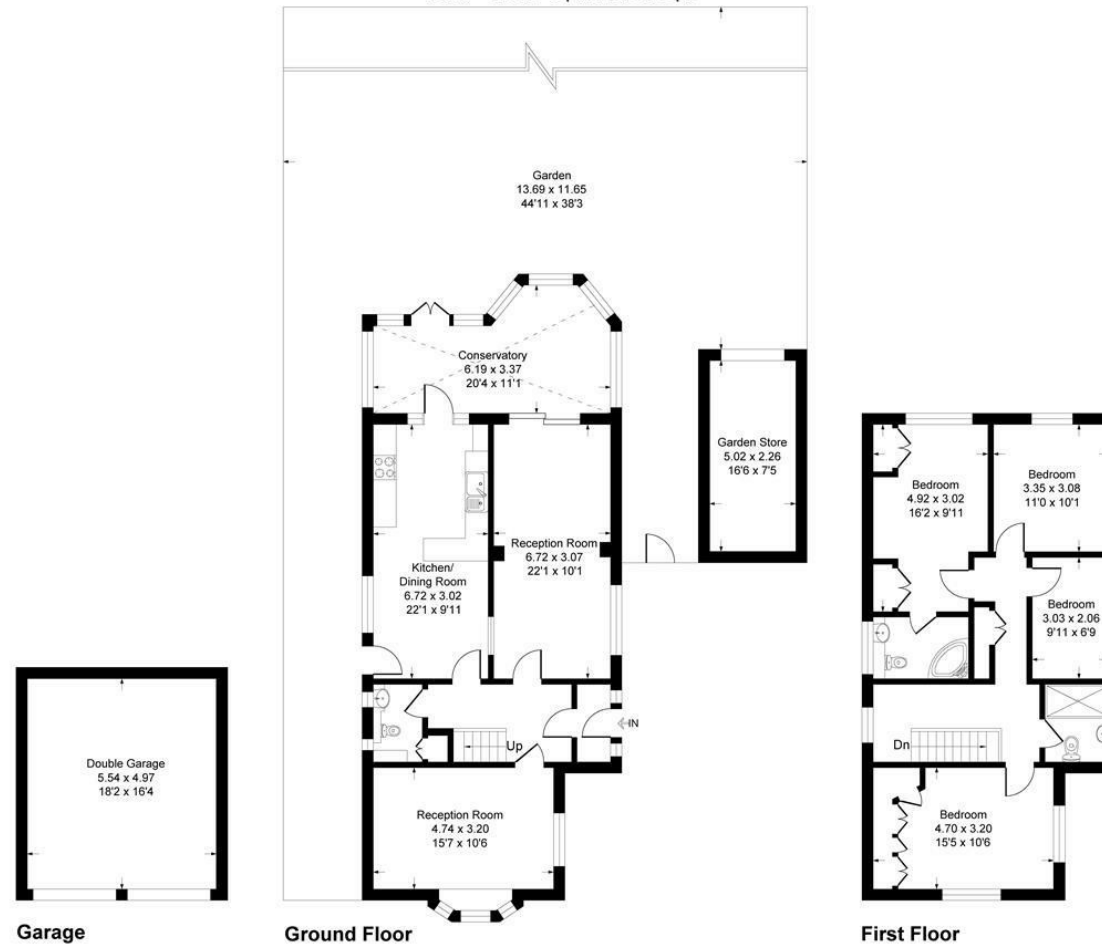 Garden
13.69 x 11.65
44'11 x 38'3
Conservatory
6.19 x 3.37
20'4 x 11'1
Garden Store
5.02 x 2.26
16'6 x 7'5
Kitchen/
Dining Room
6.72 x 3.02
22'1 x 9'11
Reception Room
6.72 x 3.07
22'1 x 10'1
IN
Up
Reception Room
4.74 x 3.20
15'7 x 10'6
Bedroom
4.92 x 3.02
16'2 x 9'11
Bedroom
3.35 x 3.08
11'0 x 10'1
Bedroom
3.03 x 2.06
9'11 x 6'9
Dn
Bedroom
4.70 x 3.20
15'5 x 10'6
Double Garage
5.54 x 4.97
18'2 x 16'4
Garage
Ground Floor
First Floor